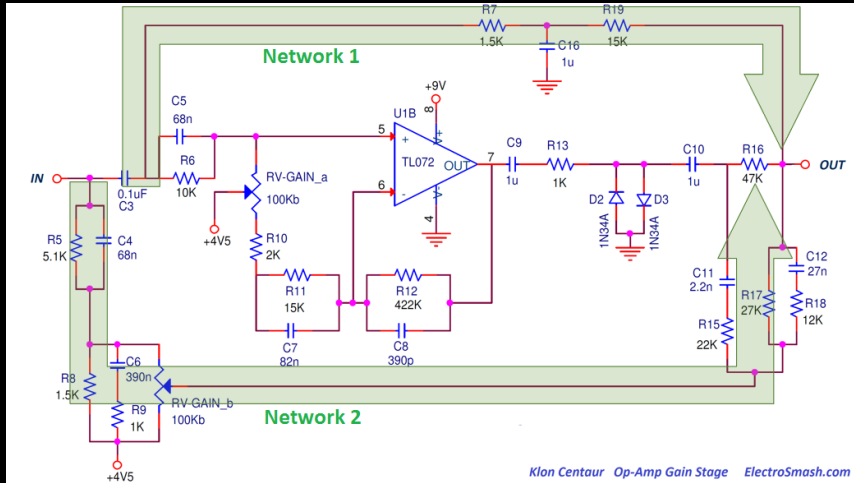 R7
1.5K
R19
15K
C16
1u
Network 1
+9V
C5
68n
U1B
8
V+
5
+
TL072
OUT
7
6
-
V-
4
C9
1u
R13
1K
C10
1u
R16
47K
OUT
IN
0.1uF
C3
R6
10K
RV-GAIN_a
100Kb
+4V5
R10
2K
D2
1N34A
D3
1N34A
R5
5.1K
C4
68n
R11
15K
C7
82n
R12
422K
C8
390p
C11
2.2n
R15
22K
R17
27K
C12
27n
R18
12K
R8
1.5K
C6
390n
R9
1K
RV-GAIN_b
100Kb
Network 2
+4V5
Klon Centaur Op-Amp Gain Stage ElectroSmash.com